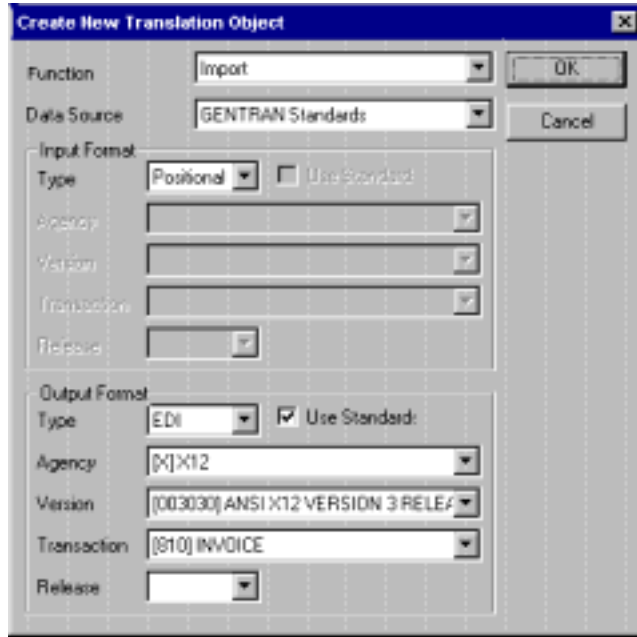 Create New Translation Object
Function Import OK
Data Source GENTRAN Standards Cancel
Input Format
Type Positional Use Standard
Agency
Version
Transaction
Release
Output Format
Type EDI Use Standard:
Agency [X] X12
Version [003030] ANSI X12 VERSION 3 RELEA
Transaction [810] INVOICE
Release